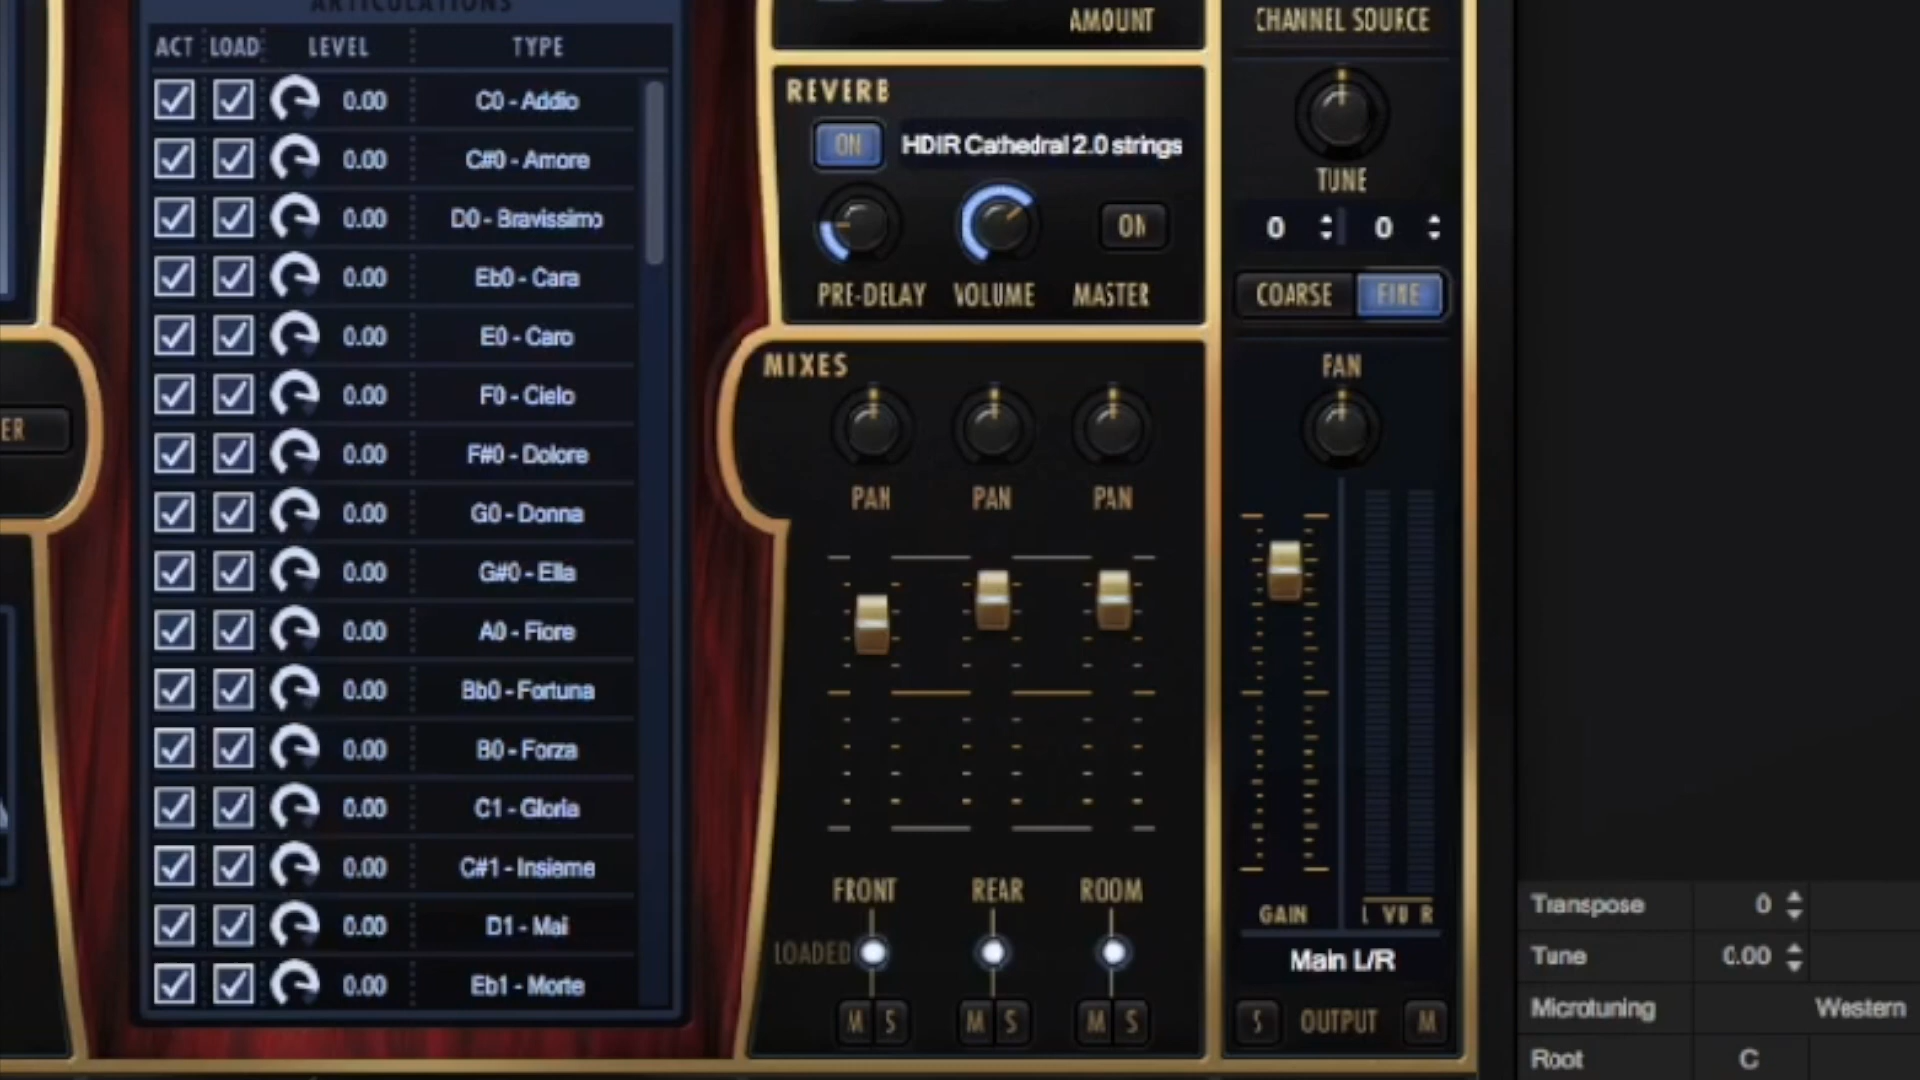 ARTICULATIONS
ACT LOAD LEVEL TYPE
0.00 C0 - Addio
0.00 C#0 - Amore
0.00 D0 - Bravissimo
0.00 Eb0 - Cara
0.00 E0 - Caro
0.00 F0 - Cielo
0.00 F#0 - Dolore
0.00 G0 - Donna
0.00 G#0 - Ella
0.00 A0 - Fiore
0.00 Bb0 - Fortuna
0.00 B0 - Forza
0.00 C1 - Gloria
0.00 C#1 - Insieme
0.00 D1 - Mai
0.00 Eb1 - Morte
ER
AMOUNT
REVERB
ON HDIR Cathedral 2.0 strings
ON
PRE-DELAY VOLUME MASTER
MIXES
PAN PAN PAN
FRONT REAR ROOM
LOADED
M S M S M S
CHANNEL SOURCE
TUNE
0 0
COARSE FINE
PAN
GAIN L VU R
Main L/R
S OUTPUT M
Transpose 0
Tune 0.00
Microtuning Western
Root C